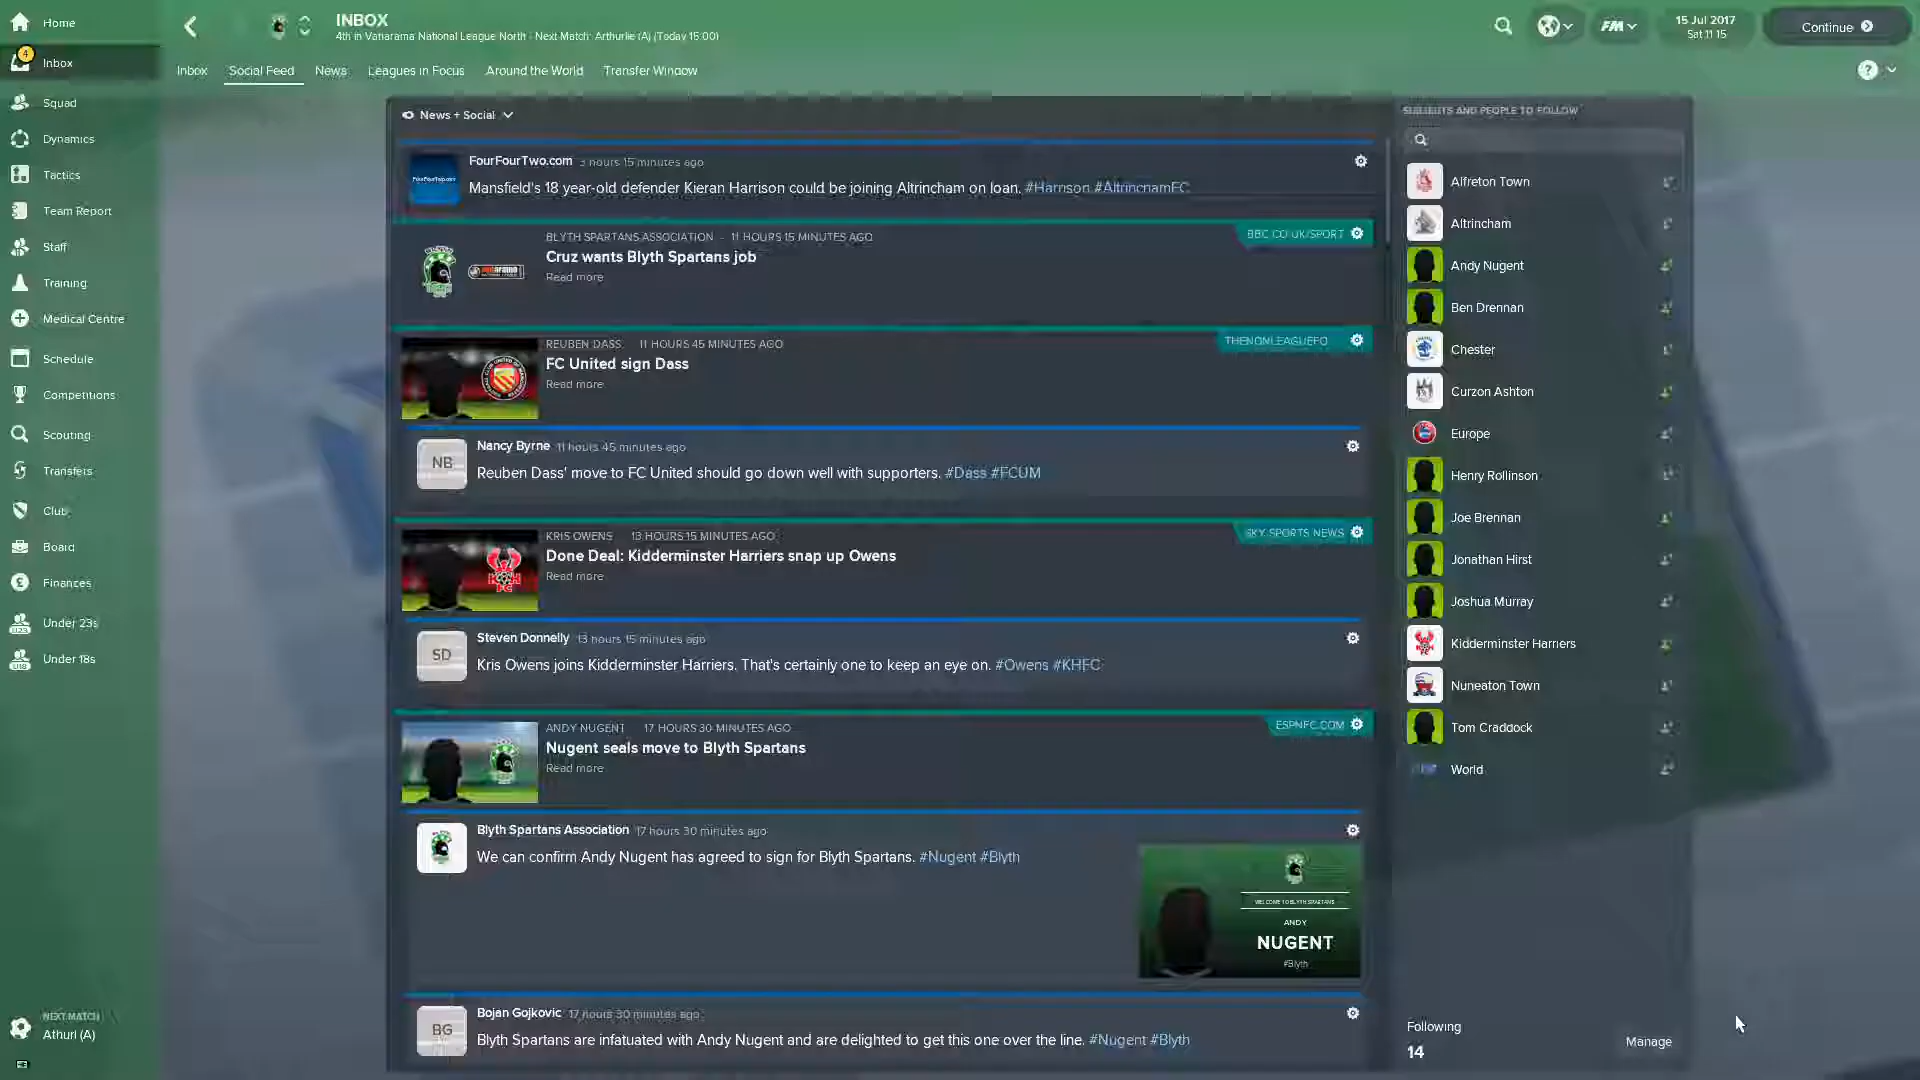 Home
4
Inbox
Squad
Dynamics
Tactics
Team Report
Staff
Training
Medical Centre
Schedule
Competitions
Scouting
Transfers
Club
Board
Finances
Under 23s
Under 18s
NEXT MATCH
Athurl (A)
INBOX
4th in Vanarama National League North - Next Match: Arthurlie (A) (Today 15:00)
FM
15 Jul 2017
Sat 11 15
Continue
Inbox
Social Feed
News
Leagues in Focus
Around the World
Transfer Window
News + Social
FourFourTwo.com 3 hours 15 minutes ago
Mansfield's 18 year-old defender Kieran Harrison could be joining Altrincham on loan. #Harrison #AltrinchamFC
BLYTH SPARTANS ASSOCIATION - 11 HOURS 15 MINUTES AGO
BBC.CO.UK/SPORT
Cruz wants Blyth Spartans job
Read more
REUBEN DASS 11 HOURS 45 MINUTES AGO
THENONLEAGUEFO
FC United sign Dass
Read more
NB
Nancy Byrne 11 hours 45 minutes ago
Reuben Dass' move to FC United should go down well with supporters. #Dass #FCUM
KRIS OWENS 13 HOURS 15 MINUTES AGO
SKY SPORTS NEWS
Done Deal: Kidderminster Harriers snap up Owens
Read more
SD
Steven Donnelly 13 hours 15 minutes ago
Kris Owens joins Kidderminster Harriers. That's certainly one to keep an eye on. #Owens #KHFC
ANDY NUGENT 17 HOURS 30 MINUTES AGO
ESPNFC.COM
Nugent seals move to Blyth Spartans
Read more
Blyth Spartans Association 17 hours 30 minutes ago
We can confirm Andy Nugent has agreed to sign for Blyth Spartans. #Nugent #Blyth
WELCOME TO BLYTH SPARTANS
ANDY
NUGENT
#Blyth
BG
Bojan Gojkovic 17 hours 30 minutes ago
Blyth Spartans are infatuated with Andy Nugent and are delighted to get this one over the line. #Nugent #Blyth
SUBJECTS AND PEOPLE TO FOLLOW
Alfreton Town
Altrincham
Andy Nugent
Ben Drennan
Chester
Curzon Ashton
Europe
Henry Rollinson
Joe Brennan
Jonathan Hirst
Joshua Murray
Kidderminster Harriers
Nuneaton Town
Tom Craddock
World
Following
14
Manage